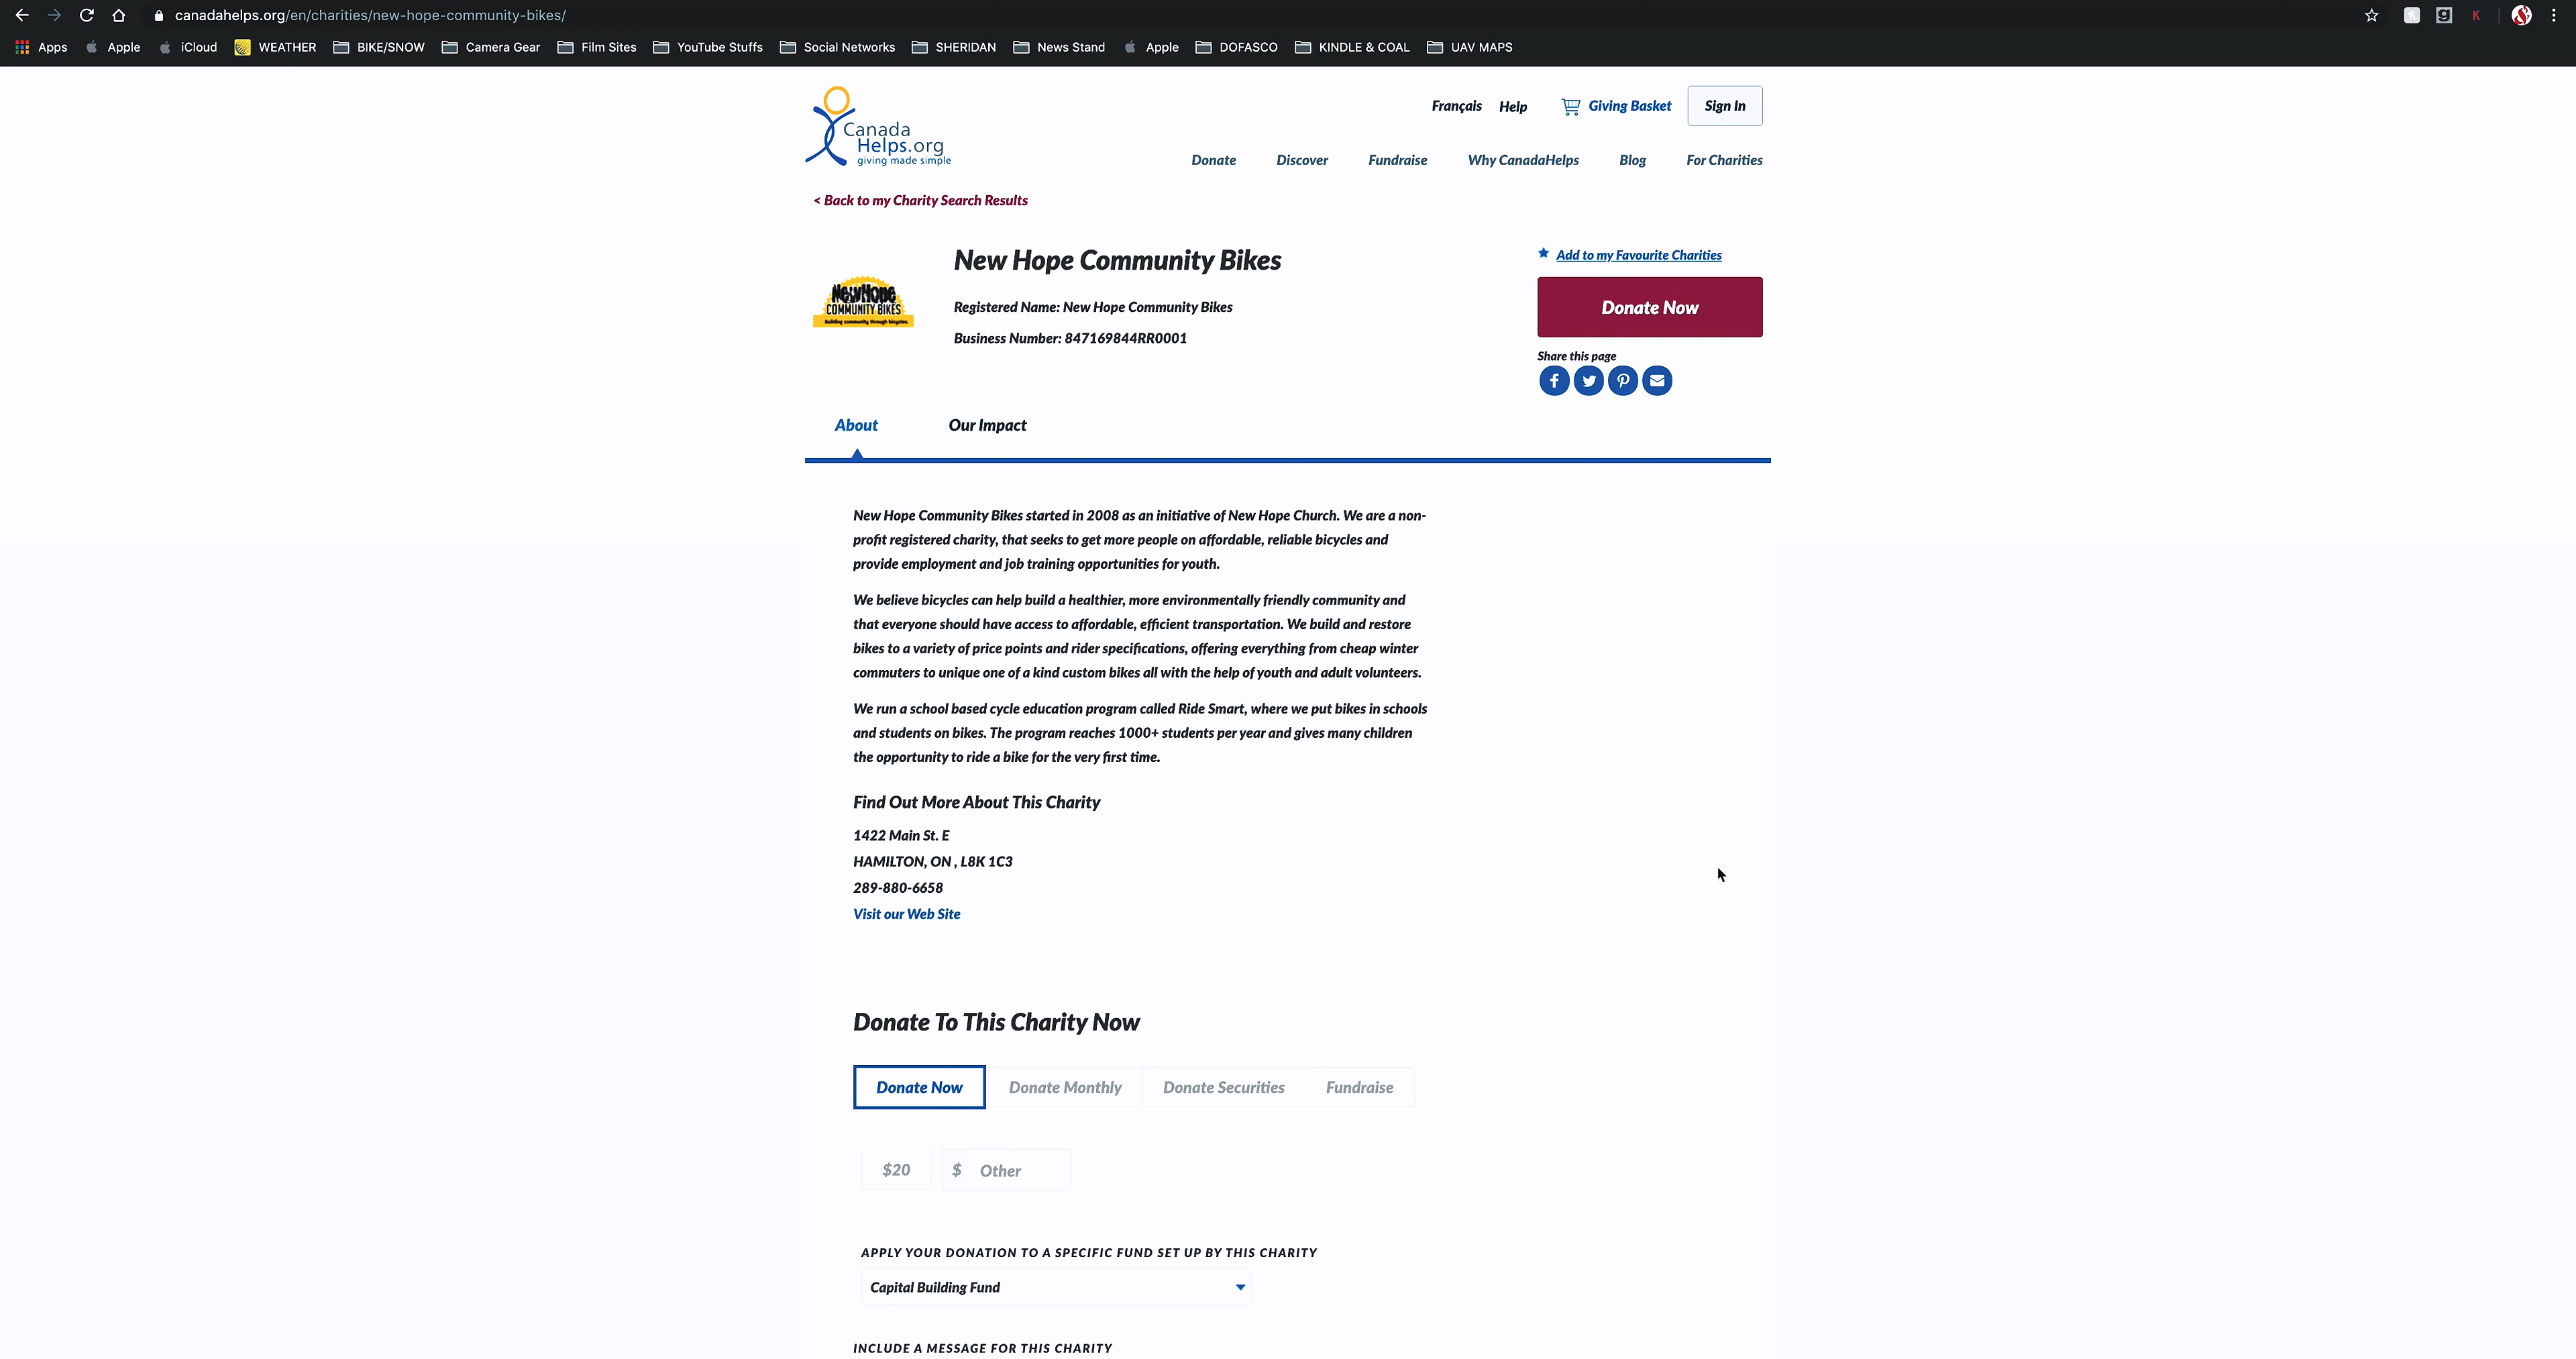 canadahelps.org/en/charities/new-hope-community-bikes/
Apps Apple iCloud WEATHER BIKE/SNOW Camera Gear Film Sites YouTube Stuffs Social Networks SHERIDAN News Stand Apple DOFASCO KINDLE & COAL UAV MAPS
Canada
Helps.org
giving made simple
Français Help Giving Basket Sign In
Donate Discover Fundraise Why CanadaHelps Blog For Charities
< Back to my Charity Search Results
New Hope
COMMUNITY BIKES
Building community through bicycles.
New Hope Community Bikes
Registered Name: New Hope Community Bikes
Business Number: 847169844RR0001
Add to my Favourite Charities
Donate Now
Share this page
About Our Impact
New Hope Community Bikes started in 2008 as an initiative of New Hope Church. We are a non-
profit registered charity, that seeks to get more people on affordable, reliable bicycles and
provide employment and job training opportunities for youth.
We believe bicycles can help build a healthier, more environmentally friendly community and
that everyone should have access to affordable, efficient transportation. We build and restore
bikes to a variety of price points and rider specifications, offering everything from cheap winter
commuters to unique one of a kind custom bikes all with the help of youth and adult volunteers.
We run a school based cycle education program called Ride Smart, where we put bikes in schools
and students on bikes. The program reaches 1000+ students per year and gives many children
the opportunity to ride a bike for the very first time.
Find Out More About This Charity
1422 Main St. E
HAMILTON, ON , L8K 1C3
289-880-6658
Visit our Web Site
Donate To This Charity Now
Donate Now Donate Monthly Donate Securities Fundraise
$20 $ Other
APPLY YOUR DONATION TO A SPECIFIC FUND SET UP BY THIS CHARITY
Capital Building Fund
INCLUDE A MESSAGE FOR THIS CHARITY